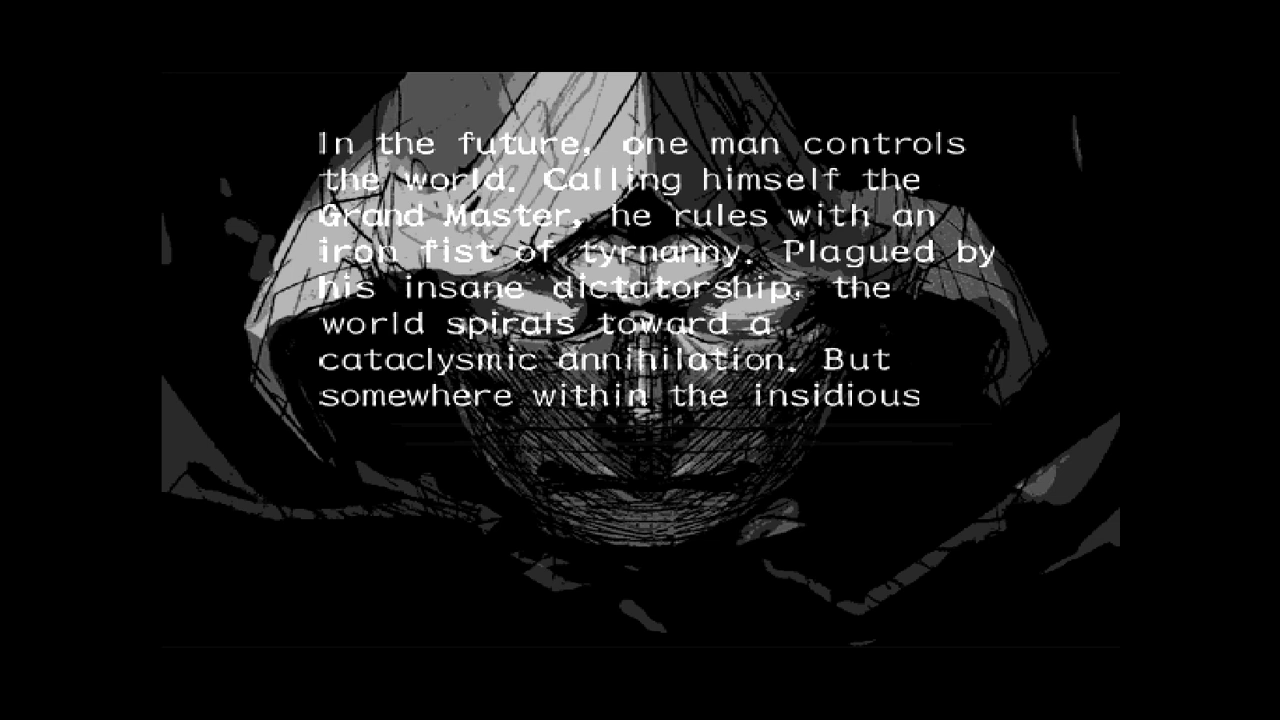 In the future, one man controls
the world. Calling himself the
Grand Master, he rules with an
iron fist of tyrnanny. Plagued by
his insane dictatorship, the
world spirals toward a
cataclysmic annihilation. But
somewhere within the insidious